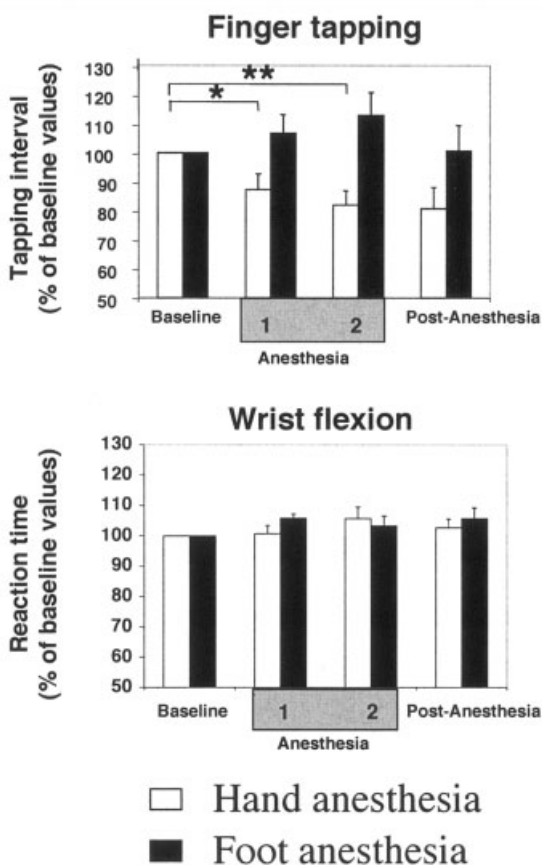 Finger tapping
Tapping interval
(% of baseline values)
130
120
110
100
90
80
70
60
50
*
**
Baseline
1
2
Post-Anesthesia
Anesthesia
Wrist flexion
Reaction time
(% of baseline values)
130
120
110
100
90
80
70
60
50
Baseline
1
2
Post-Anesthesia
Anesthesia
Hand anesthesia
Foot anesthesia